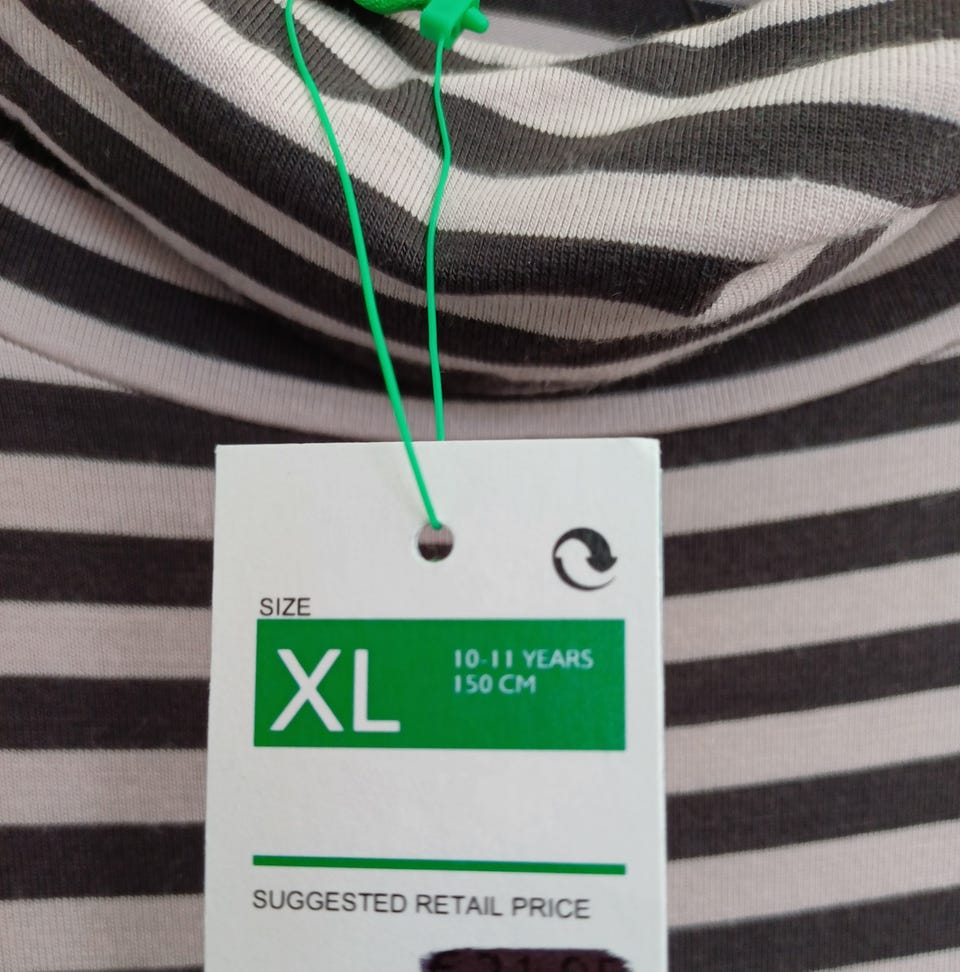 SIZE
XL
10-11 YEARS
150 CM
SUGGESTED RETAIL PRICE